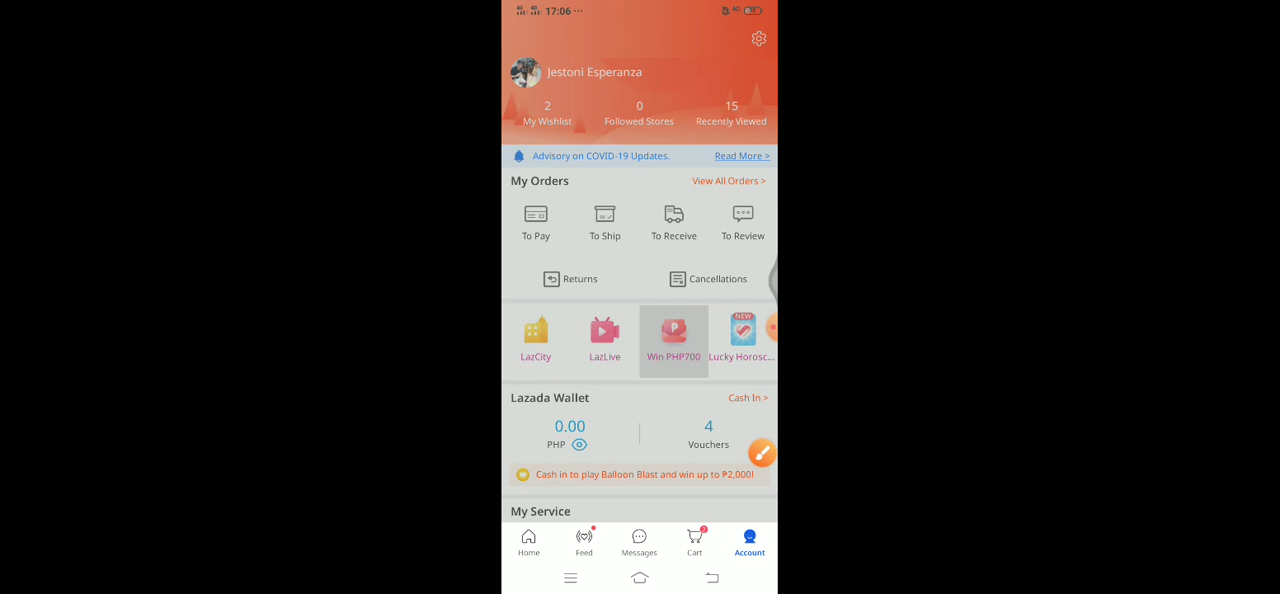 17:06 ...
4G
Jestoni Esperanza
2 0 15
My Wishlist Followed Stores Recently Viewed
Advisory on COVID-19 Updates. Read More >
My Orders View All Orders >
To Pay To Ship To Receive To Review
Returns Cancellations
NEW
P
LazCity LazLive Win PHP700 Lucky Horosc...
Lazada Wallet Cash In >
0.00 4
PHP Vouchers
Cash in to play Balloon Blast and win up to ₱2,000!
My Service
2
Home Feed Messages Cart Account